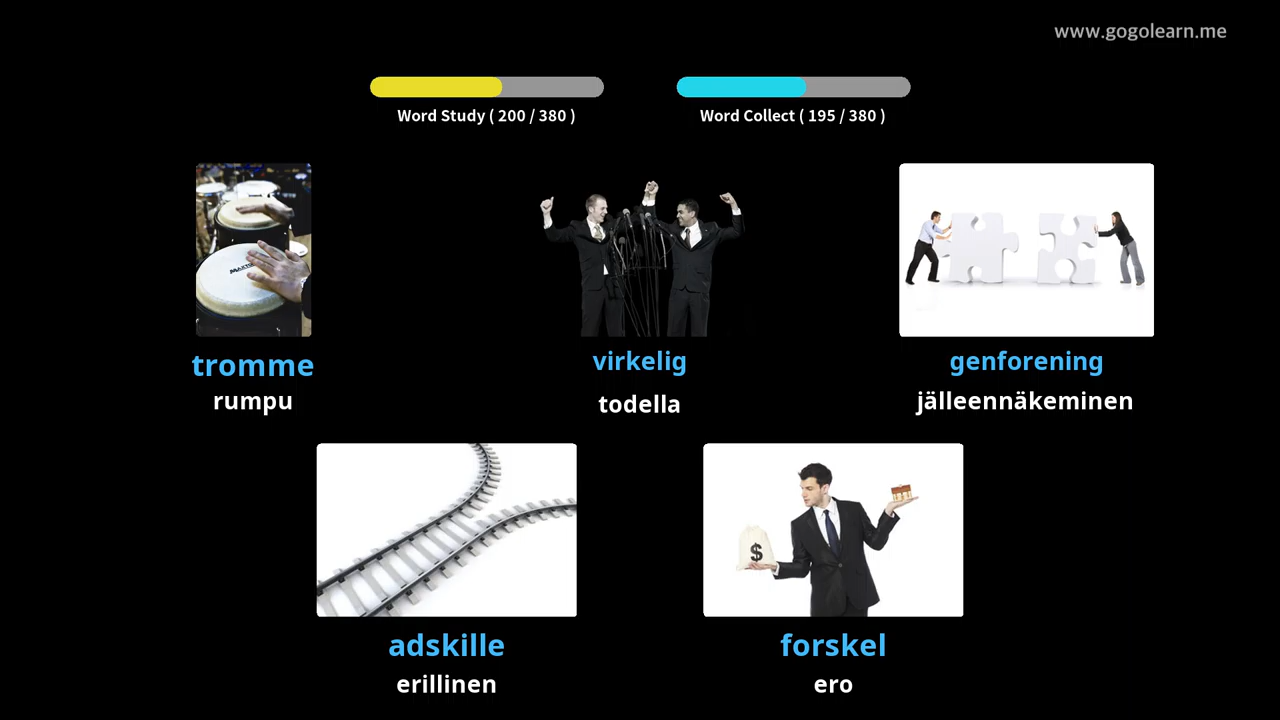 www.gogolearn.me
Word Study ( 200 / 380 )
Word Collect ( 195 / 380 )
tromme
rumpu
virkelig
todella
genforening
jälleennäkeminen
$
adskille
erillinen
forskel
ero